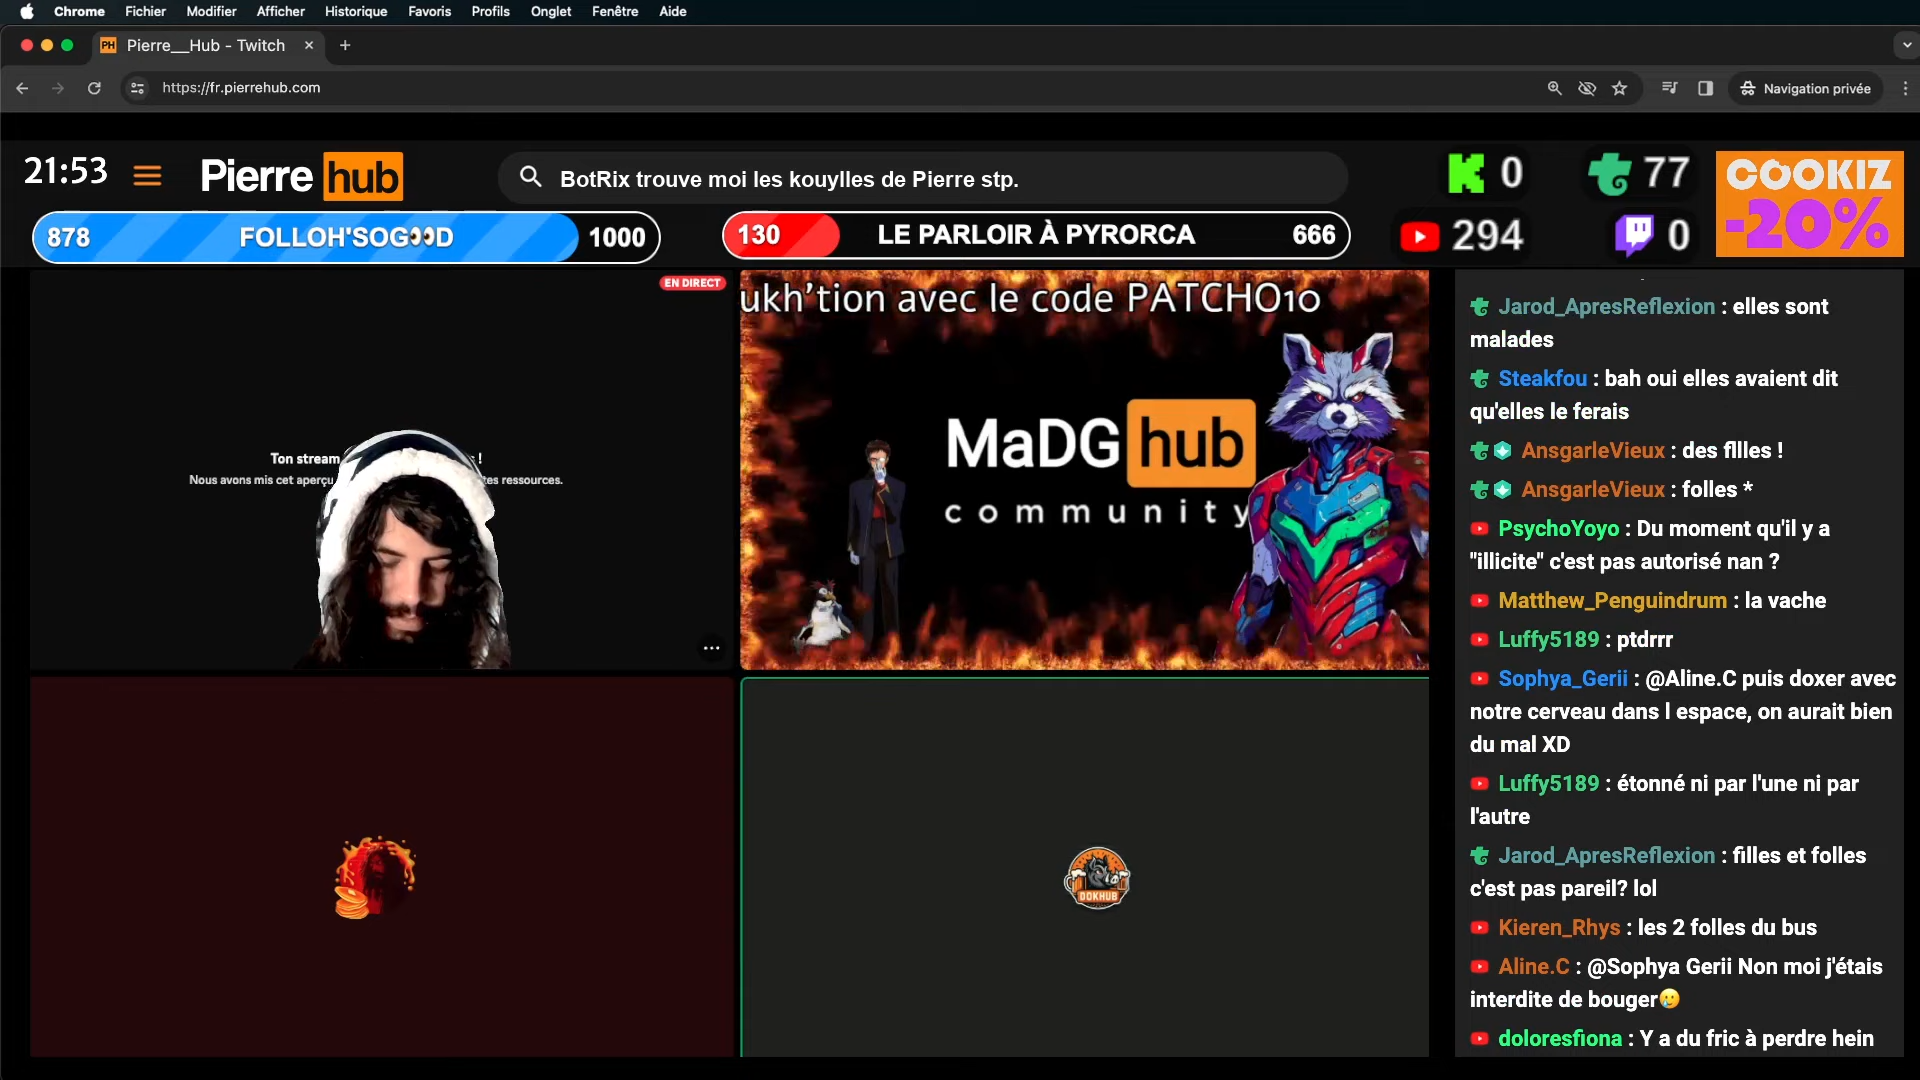 Chrome Fichier Modifier Afficher Historique Favoris Profils Onglet Fenêtre Aide
PH Pierre__Hub - Twitch
https://fr.pierrehub.com
Navigation privée
21:53
Pierre hub
BotRix trouve moi les kouylles de Pierre stp.
0
77
COOKIZ
-20%
878 FOLLOH'SOG👀D 1000
130 LE PARLOIR À PYRORCA 666
294
0
EN DIRECT
Ton stream
!
Nous avons mis cet aperçu
tes ressources.
ukh'tion avec le code PATCHO10
MaDG hub
community
OOKHUB
Jarod_ApresReflexion : elles sont
malades
Steakfou : bah oui elles avaient dit
qu'elles le ferais
AnsgarleVieux : des fIlles !
AnsgarleVieux : folles *
PsychoYoyo : Du moment qu'il y a
"illicite" c'est pas autorisé nan ?
Matthew_Penguindrum : la vache
Luffy5189 : ptdrrr
Sophya_Gerii : @Aline.C puis doxer avec
notre cerveau dans l espace, on aurait bien
du mal XD
Luffy5189 : étonné ni par l'une ni par
l'autre
Jarod_ApresReflexion : filles et folles
c'est pas pareil? lol
Kieren_Rhys : les 2 folles du bus
Aline.C : @Sophya Gerii Non moi j'étais
interdite de bouger🥲
doloresfiona : Y a du fric à perdre hein